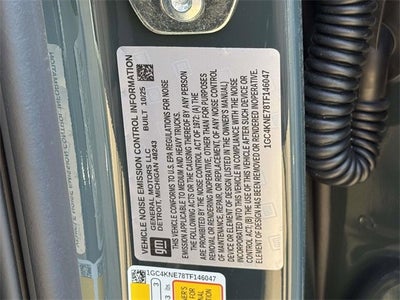 VEHICLE NOISE EMISSION CONTROL INFORMATION
GENERAL MOTORS LLC BUILT 10/25
DETROIT, MICHIGAN 48243
gm
THIS VEHICLE CONFORMS TO U.S. EPA REGULATIONS FOR NOISE EMISSION
APPLICABLE TO MEDIUM AND HEAVY TRUCKS.
THE FOLLOWING ACTS OR THE CAUSING THEREOF BY ANY PERSON
ARE PROHIBITED BY THE NOISE CONTROL ACT OF 1972: (A) THE
REMOVAL OR RENDERING INOPERATIVE, OTHER THAN FOR PURPOSES
OF MAINTENANCE, REPAIR, OR REPLACEMENT, OF ANY NOISE CONTROL
DEVICE OR ELEMENT OF DESIGN (LISTED IN THE OWNER'S MANUAL)
INCORPORATED INTO THIS VEHICLE IN COMPLIANCE WITH THE NOISE
CONTROL ACT; (B) THE USE OF THIS VEHICLE AFTER SUCH DEVICE OR
ELEMENT OF DESIGN HAS BEEN REMOVED OR RENDERED INOPERATIVE.
1GC4KNE78TF146047
1GC4KNE78TF146047
3
3